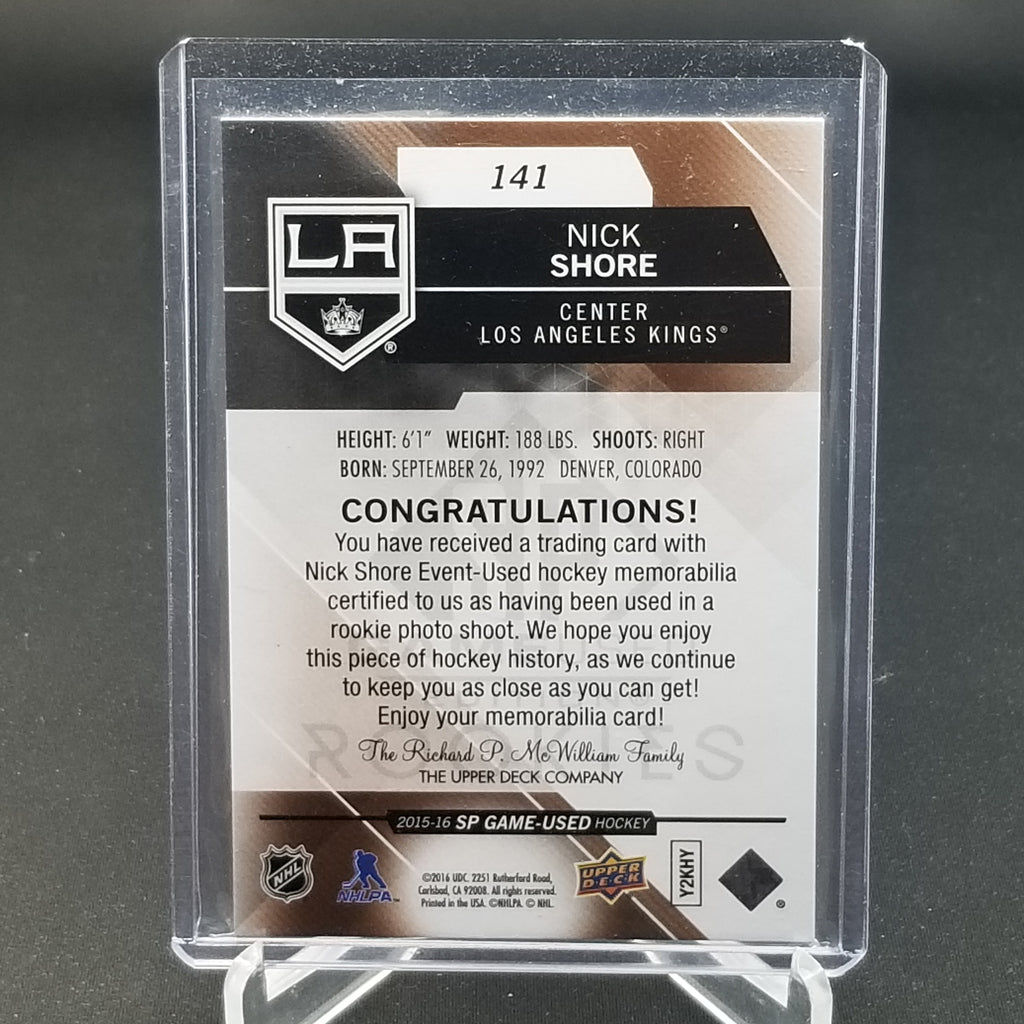 141
LA
®
NICK
SHORE
CENTER
LOS ANGELES KINGS®
HEIGHT: 6'1" WEIGHT: 188 LBS. SHOOTS: RIGHT
BORN: SEPTEMBER 26, 1992 DENVER, COLORADO
CONGRATULATIONS!
You have received a trading card with
Nick Shore Event-Used hockey memorabilia
certified to us as having been used in a
rookie photo shoot. We hope you enjoy
this piece of hockey history, as we continue
to keep you as close as you can get!
Enjoy your memorabilia card!
ROOKIES
The Richard P. McWilliam Family
THE UPPER DECK COMPANY
2015-16 SP GAME-USED HOCKEY
NHL
NHLPA
©2016 UDC. 2251 Rutherford Road,
Carlsbad, CA 92008. All rights reserved.
Printed in the USA. ©NHLPA. © NHL.
UPPER
DECK
Y2KHY
®